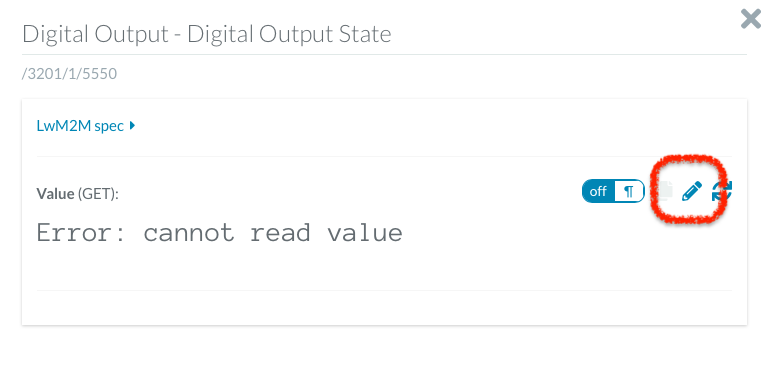 Digital Output - Digital Output State
/3201/1/5550
LwM2M spec
Value (GET):
off ¶
Error: cannot read value